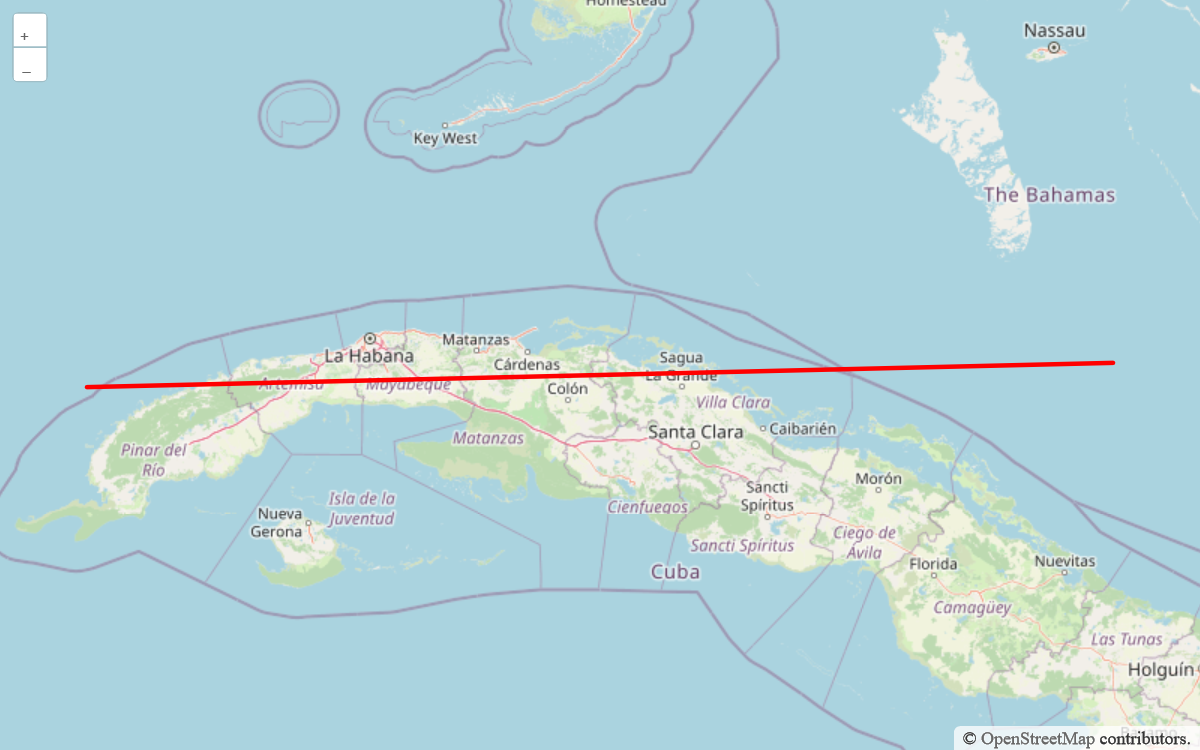 +
–
Homestead
Nassau
Key West
The Bahamas
La Habana
Matanzas
Cárdenas
Sagua
La Grande
Artemisa
Mayabeque
Colón
Villa Clara
Caibarién
Santa Clara
Matanzas
Pinar del
Río
Morón
Sancti
Spíritus
Isla de la
Juventud
Nueva
Gerona
Cienfuegos
Ciego de
Ávila
Sancti Spíritus
Florida
Nuevitas
Cuba
Camagüey
Las Tunas
Holguín
Bayamo
© OpenStreetMap contributors.